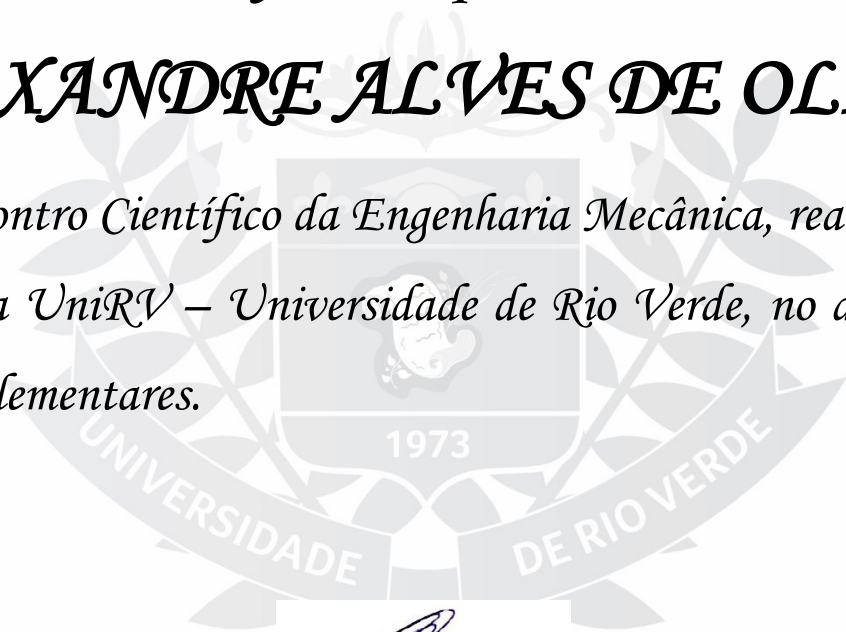 XANDRE ALVES DE OL
ontro Científico da Engenharia Mecânica, rea
a UniRV – Universidade de Rio Verde, no d
lementares.
1973
UNIVERSIDADE DE RIO VERDE